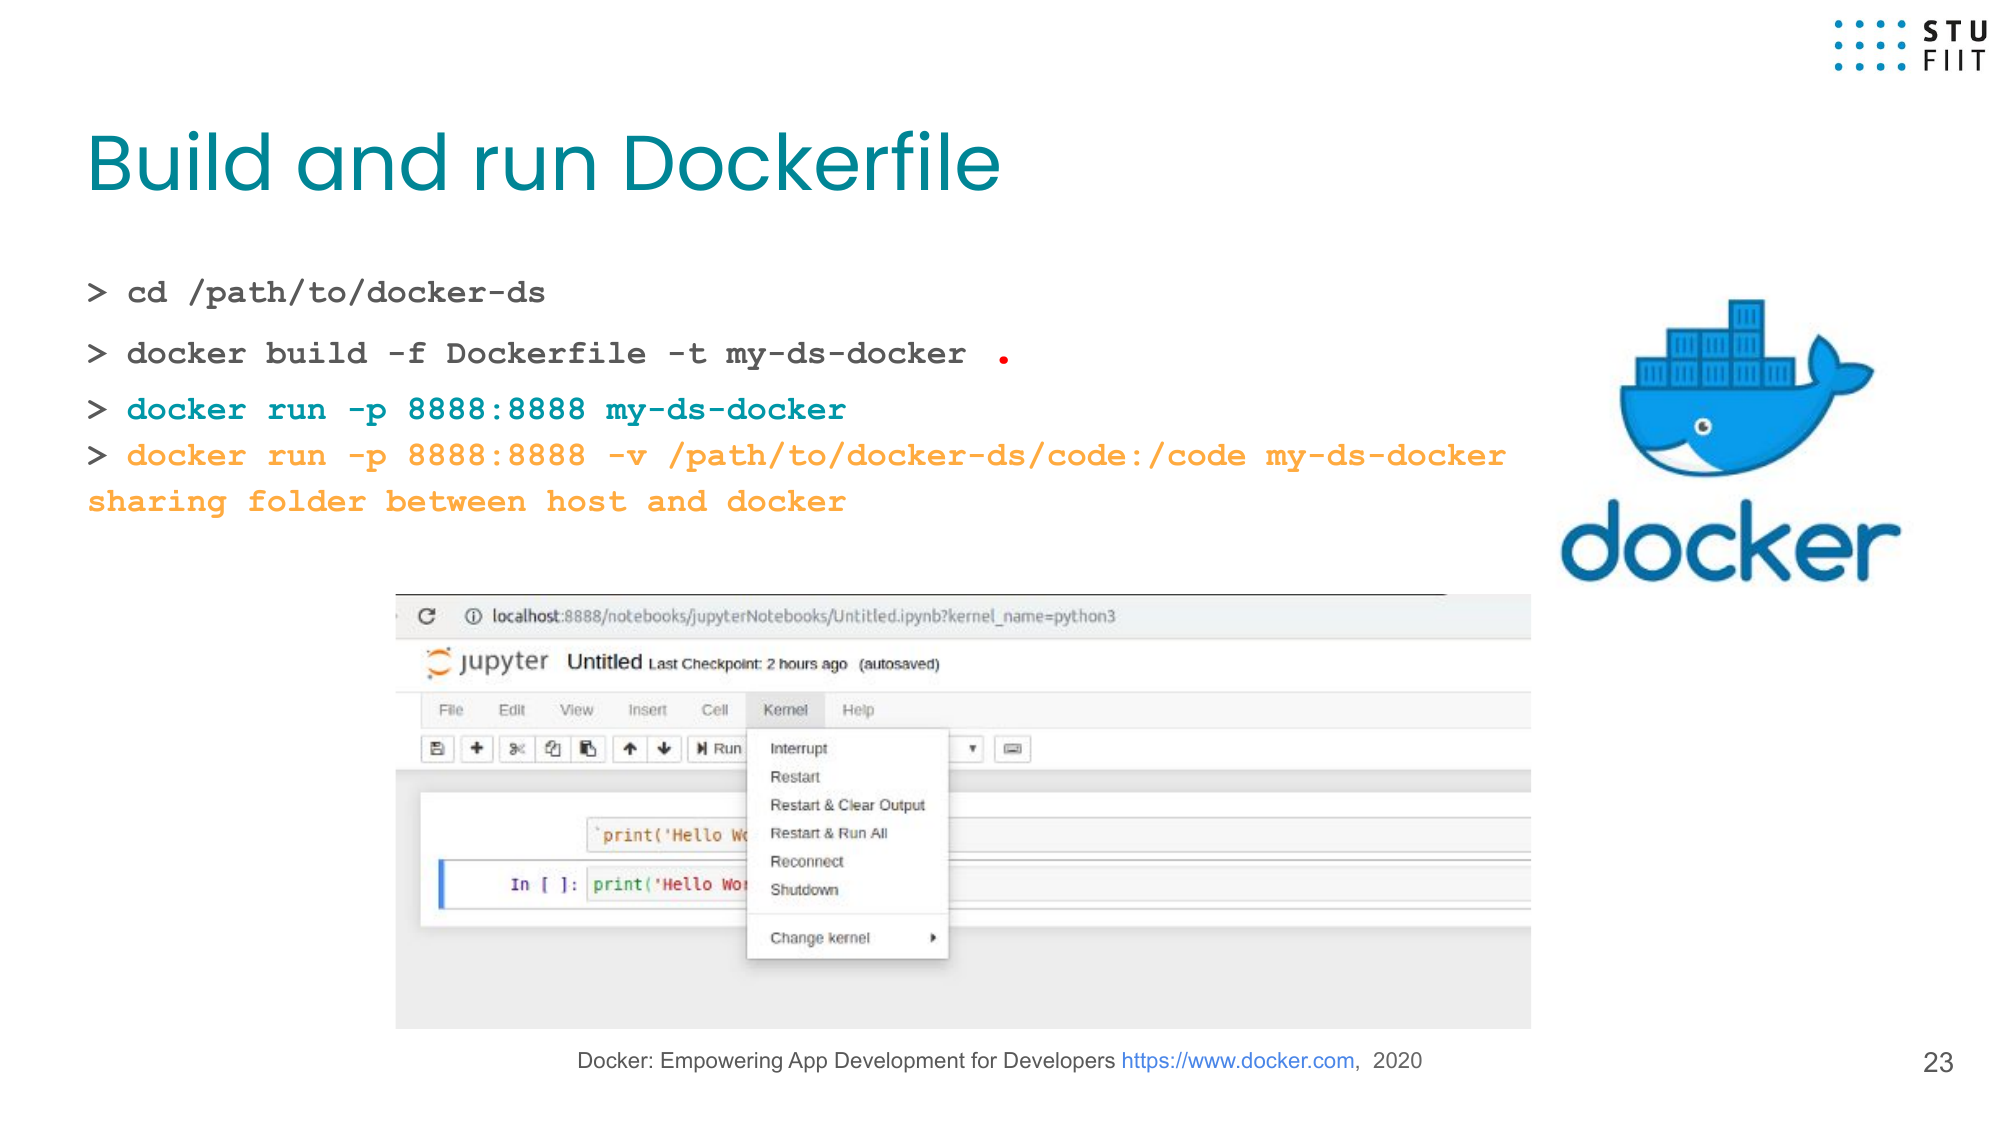 STU
FIIT
Build and run Dockerfile
> cd /path/to/docker-ds
> docker build -f Dockerfile -t my-ds-docker .
> docker run -p 8888:8888 my-ds-docker
> docker run -p 8888:8888 -v /path/to/docker-ds/code:/code my-ds-docker
sharing folder between host and docker
docker
localhost:8888/notebooks/jupyterNotebooks/Untitled.ipynb?kernel_name=python3
jupyter Untitled Last Checkpoint: 2 hours ago (autosaved)
File Edit View Insert Cell Kernel Help
Run
Interrupt
Restart
Restart & Clear Output
Restart & Run All
Reconnect
Shutdown
Change kernel
`print('Hello Wo
In [ ]: print('Hello Wor
Docker: Empowering App Development for Developers https://www.docker.com, 2020
23